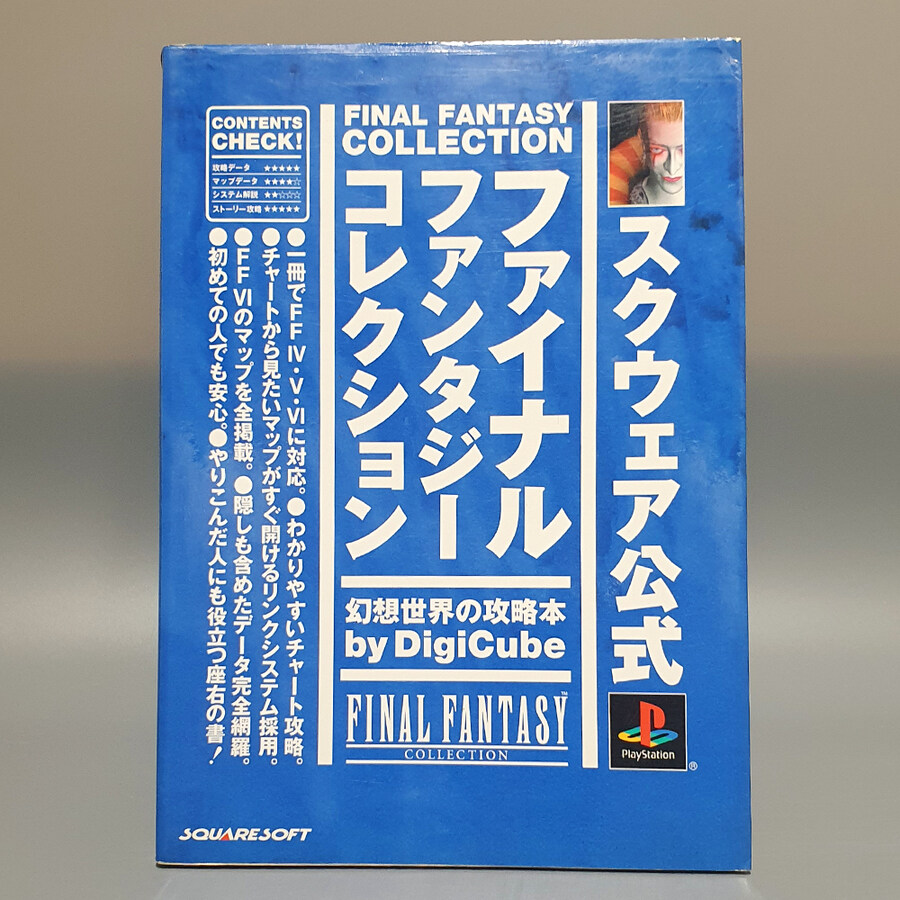 スクウェア公式
PlayStation
®
FINAL FANTASY
COLLECTION
ファイナル
ファンタジー
コレクション
幻想世界の攻略本
by DigiCube
FINAL FANTASY™
COLLECTION
CONTENTS
CHECK!
攻略データ ★★★★★
マップデータ ★★★★☆
システム解説 ★★☆☆☆
ストーリー攻略 ★★★★★
●一冊でFFⅣ・Ⅴ・Ⅵに対応。●わかりやすいチャート攻略。
●チャートから見たいマップがすぐ開けるリンクシステム採用。
●FFⅥのマップを全掲載。●隠しも含めたデータ完全網羅。
●初めての人でも安心。●やりこんだ人にも役立つ座右の書!
SQUARESOFT